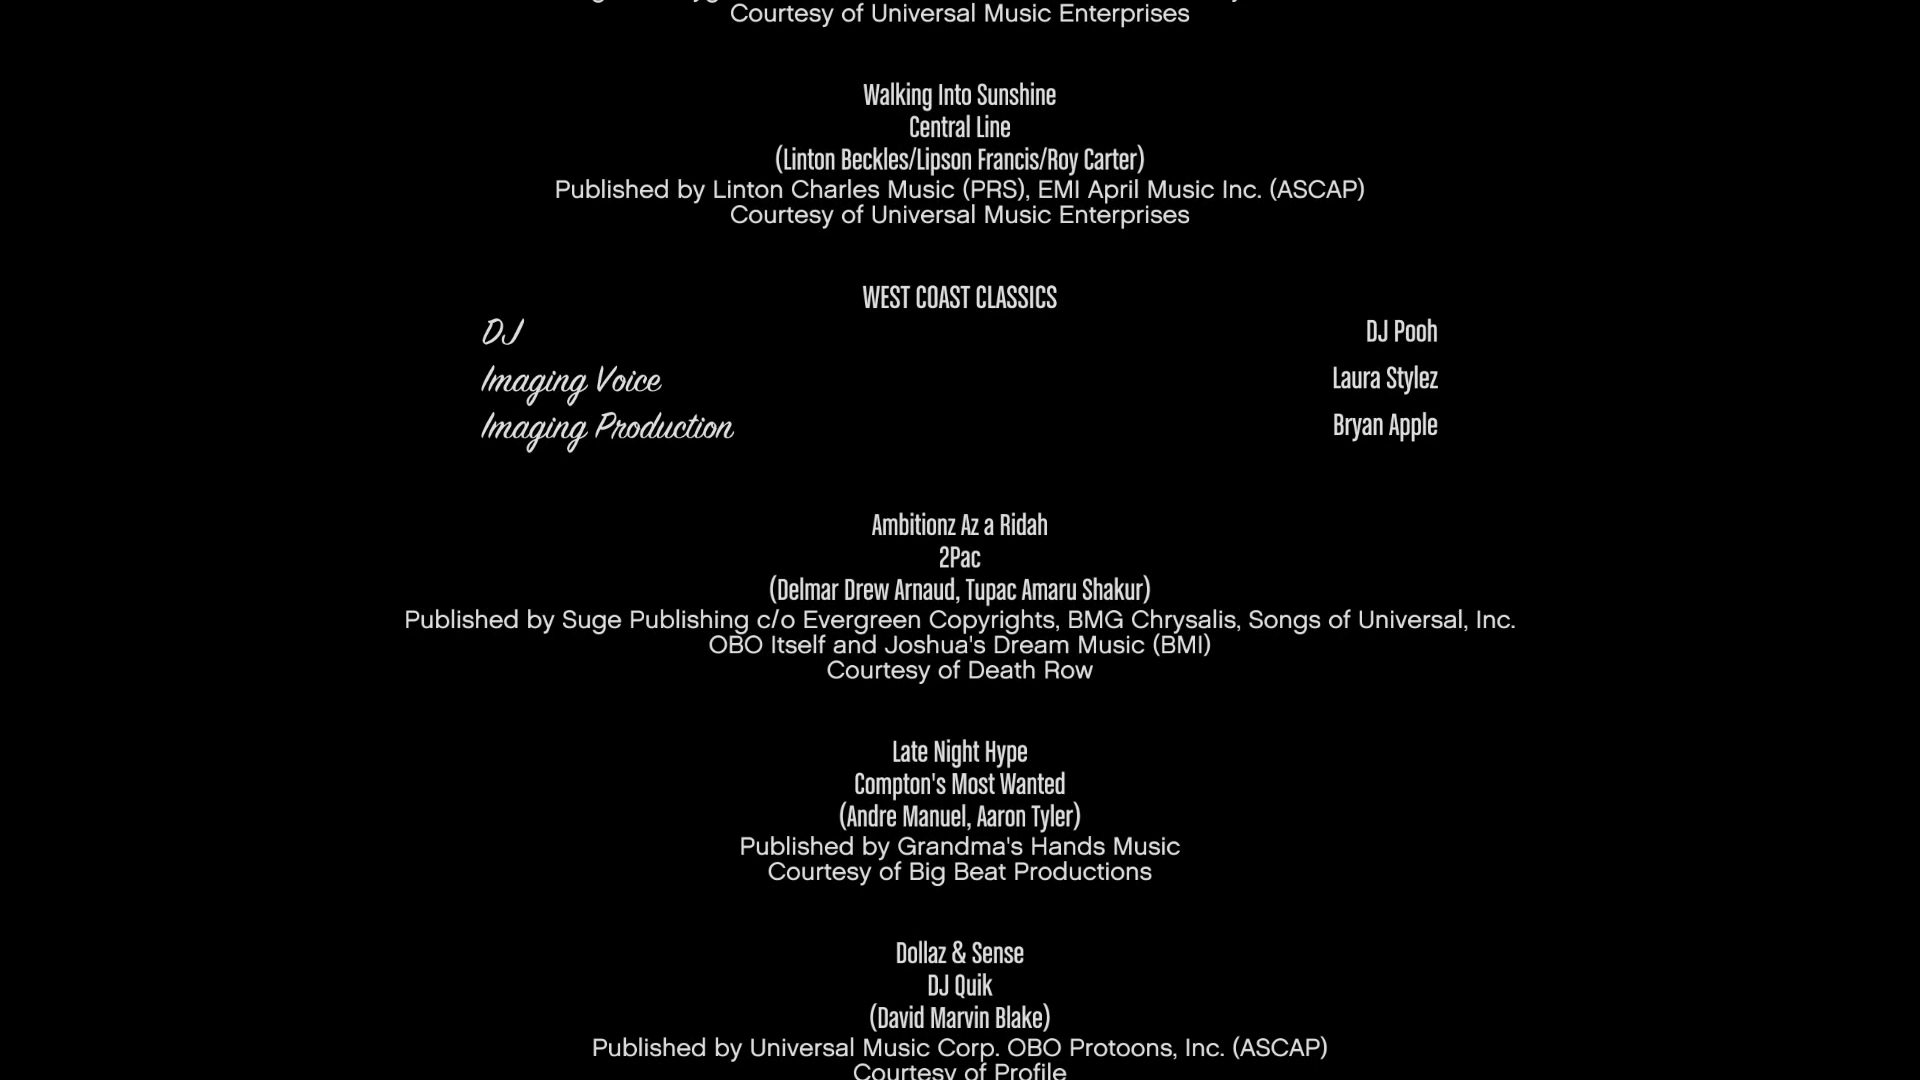 Courtesy of Universal Music Enterprises
Walking Into Sunshine
Central Line
(Linton Beckles/Lipson Francis/Roy Carter)
Published by Linton Charles Music (PRS), EMI April Music Inc. (ASCAP)
Courtesy of Universal Music Enterprises
WEST COAST CLASSICS
DJ DJ Pooh
Imaging Voice Laura Stylez
Imaging Production Bryan Apple
Ambitionz Az a Ridah
2Pac
(Delmar Drew Arnaud, Tupac Amaru Shakur)
Published by Suge Publishing c/o Evergreen Copyrights, BMG Chrysalis, Songs of Universal, Inc.
OBO Itself and Joshua's Dream Music (BMI)
Courtesy of Death Row
Late Night Hype
Compton's Most Wanted
(Andre Manuel, Aaron Tyler)
Published by Grandma's Hands Music
Courtesy of Big Beat Productions
Dollaz & Sense
DJ Quik
(David Marvin Blake)
Published by Universal Music Corp. OBO Protoons, Inc. (ASCAP)
Courtesy of Profile